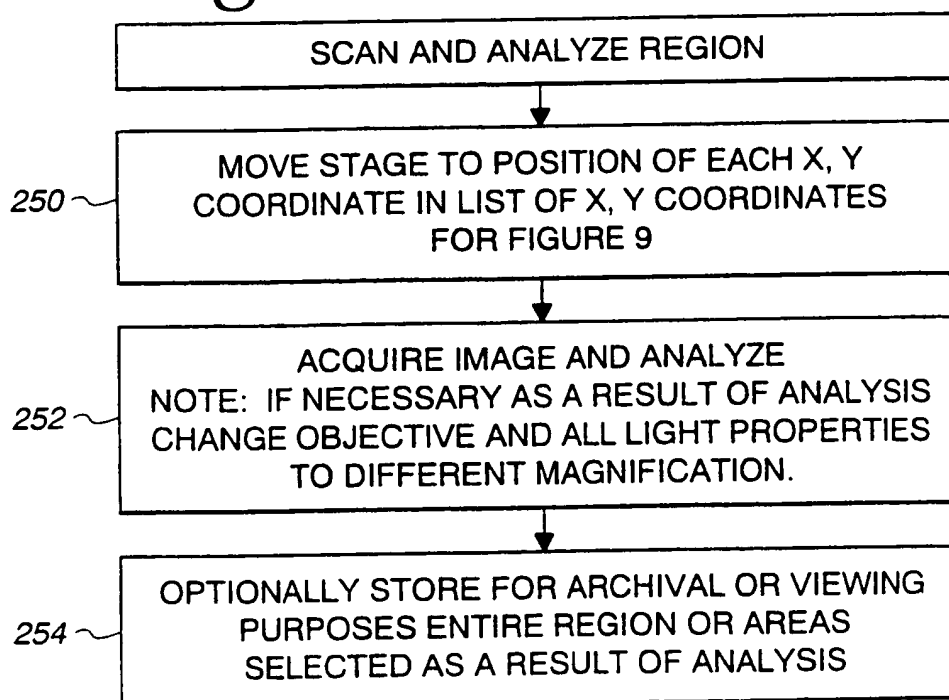 SCAN AND ANALYZE REGION
250
MOVE STAGE TO POSITION OF EACH X, Y
COORDINATE IN LIST OF X, Y COORDINATES
FOR FIGURE 9
252
ACQUIRE IMAGE AND ANALYZE
NOTE: IF NECESSARY AS A RESULT OF ANALYSIS
CHANGE OBJECTIVE AND ALL LIGHT PROPERTIES
TO DIFFERENT MAGNIFICATION.
254
OPTIONALLY STORE FOR ARCHIVAL OR VIEWING
PURPOSES ENTIRE REGION OR AREAS
SELECTED AS A RESULT OF ANALYSIS